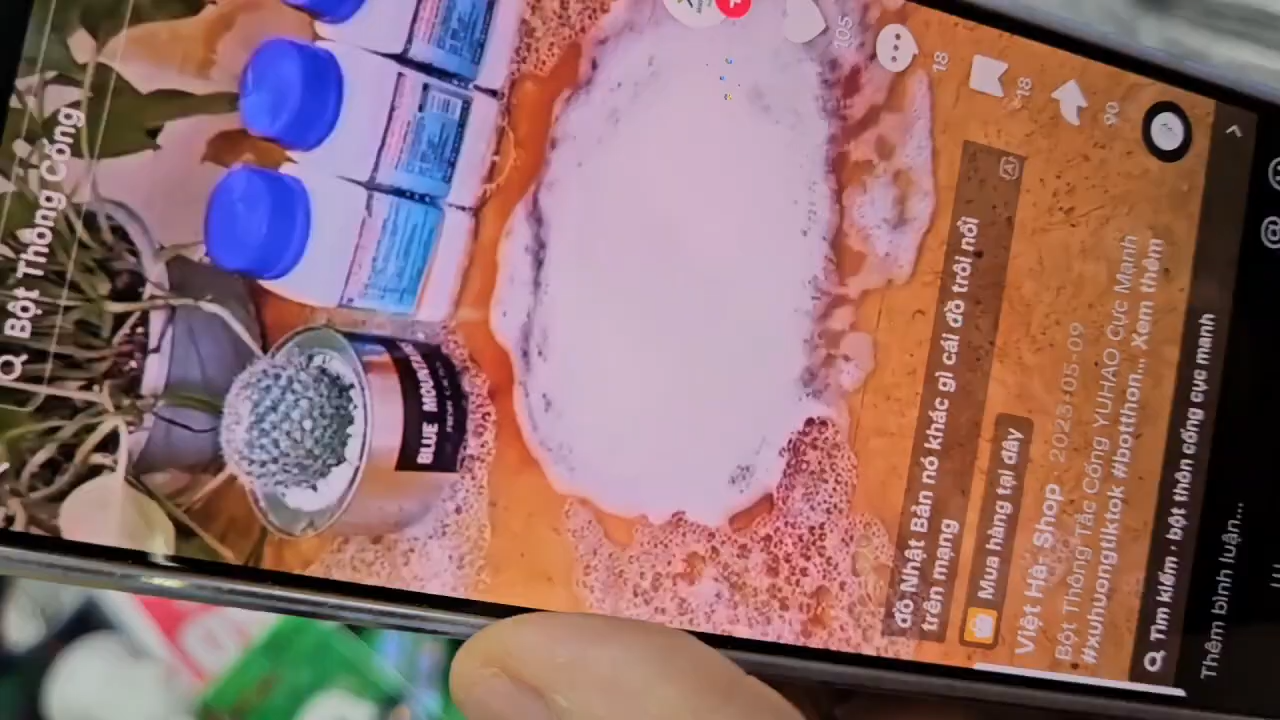 Bột Thông Cống
BLUE MOUNTAIN
105
18
18
90
đồ Nhật Bản nó khác gì cái đồ trôi nổi
trên mạng
Mua hàng tại đây
Việt Hà - Shop · 2023-05-09
Bột Thông Tắc Cống YUHAO Cực Mạnh
#xuhuongtiktok #botthon... Xem thêm
Tìm kiếm · bột thôn cống cực mạnh
Thêm bình luận...
@